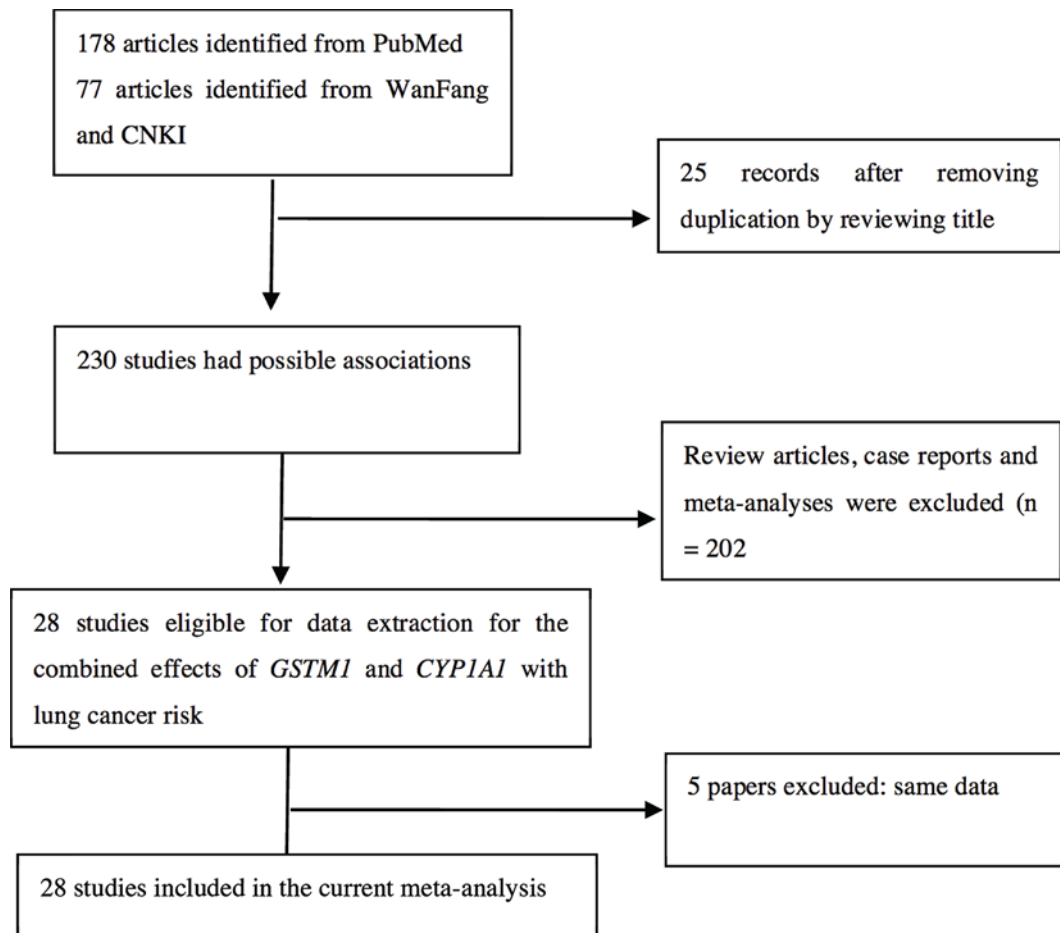 178 articles identified from PubMed
77 articles identified from WanFang
and CNKI
25 records after removing
duplication by reviewing title
230 studies had possible associations
Review articles, case reports and
meta-analyses were excluded (n
= 202
28 studies eligible for data extraction for the
combined effects of GSTM1 and CYP1A1 with
lung cancer risk
5 papers excluded: same data
28 studies included in the current meta-analysis